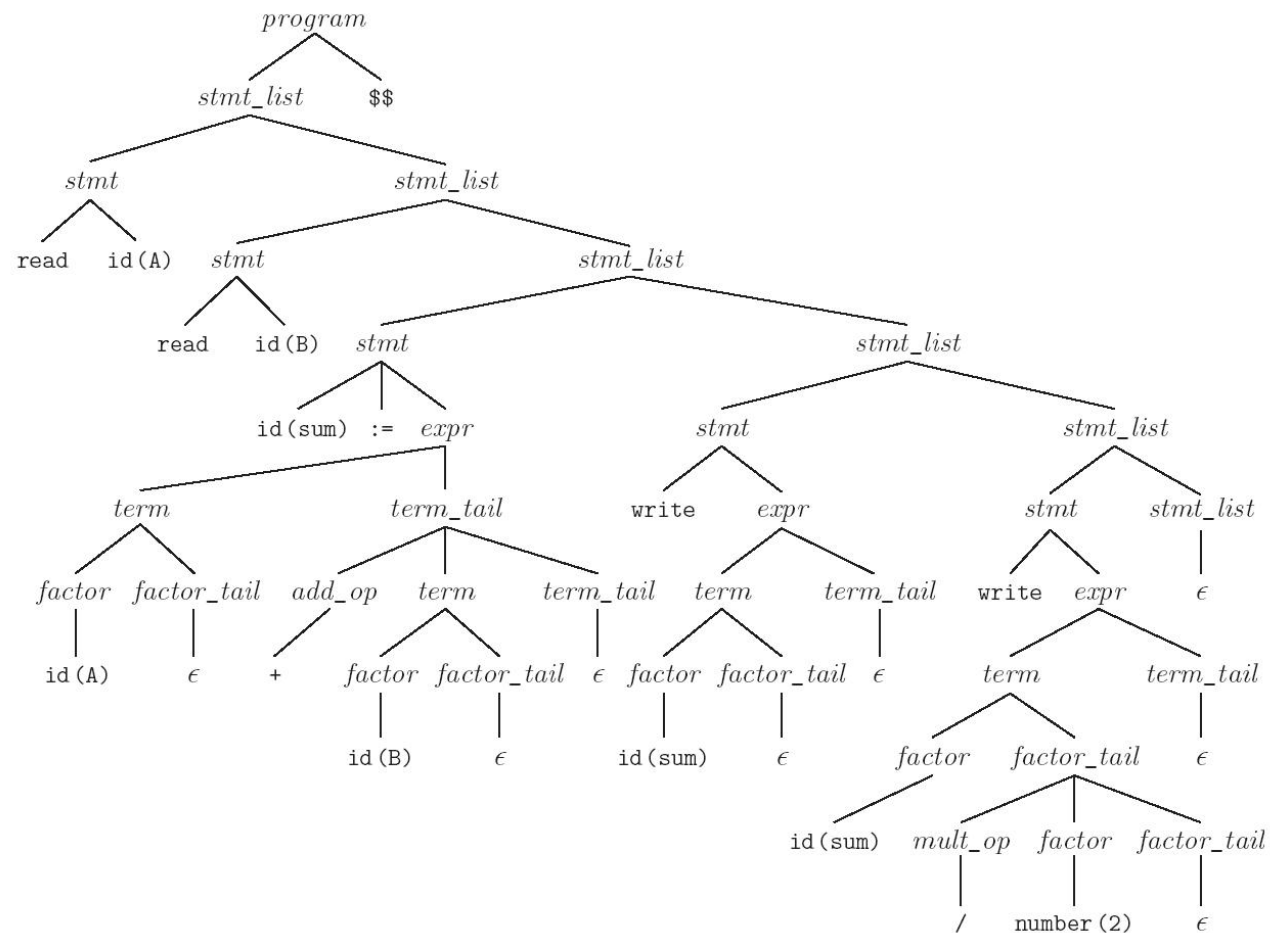 program
stmt_list $$
stmt stmt_list
read id(A) stmt stmt_list
read id(B) stmt stmt_list
id(sum) := expr stmt stmt_list
term term_tail write expr stmt stmt_list
factor factor_tail add_op term term_tail term term_tail write expr ϵ
id(A) ϵ + factor factor_tail ϵ factor factor_tail ϵ term term_tail
id(B) ϵ id(sum) ϵ factor factor_tail ϵ
id(sum) mult_op factor factor_tail
/ number(2) ϵ